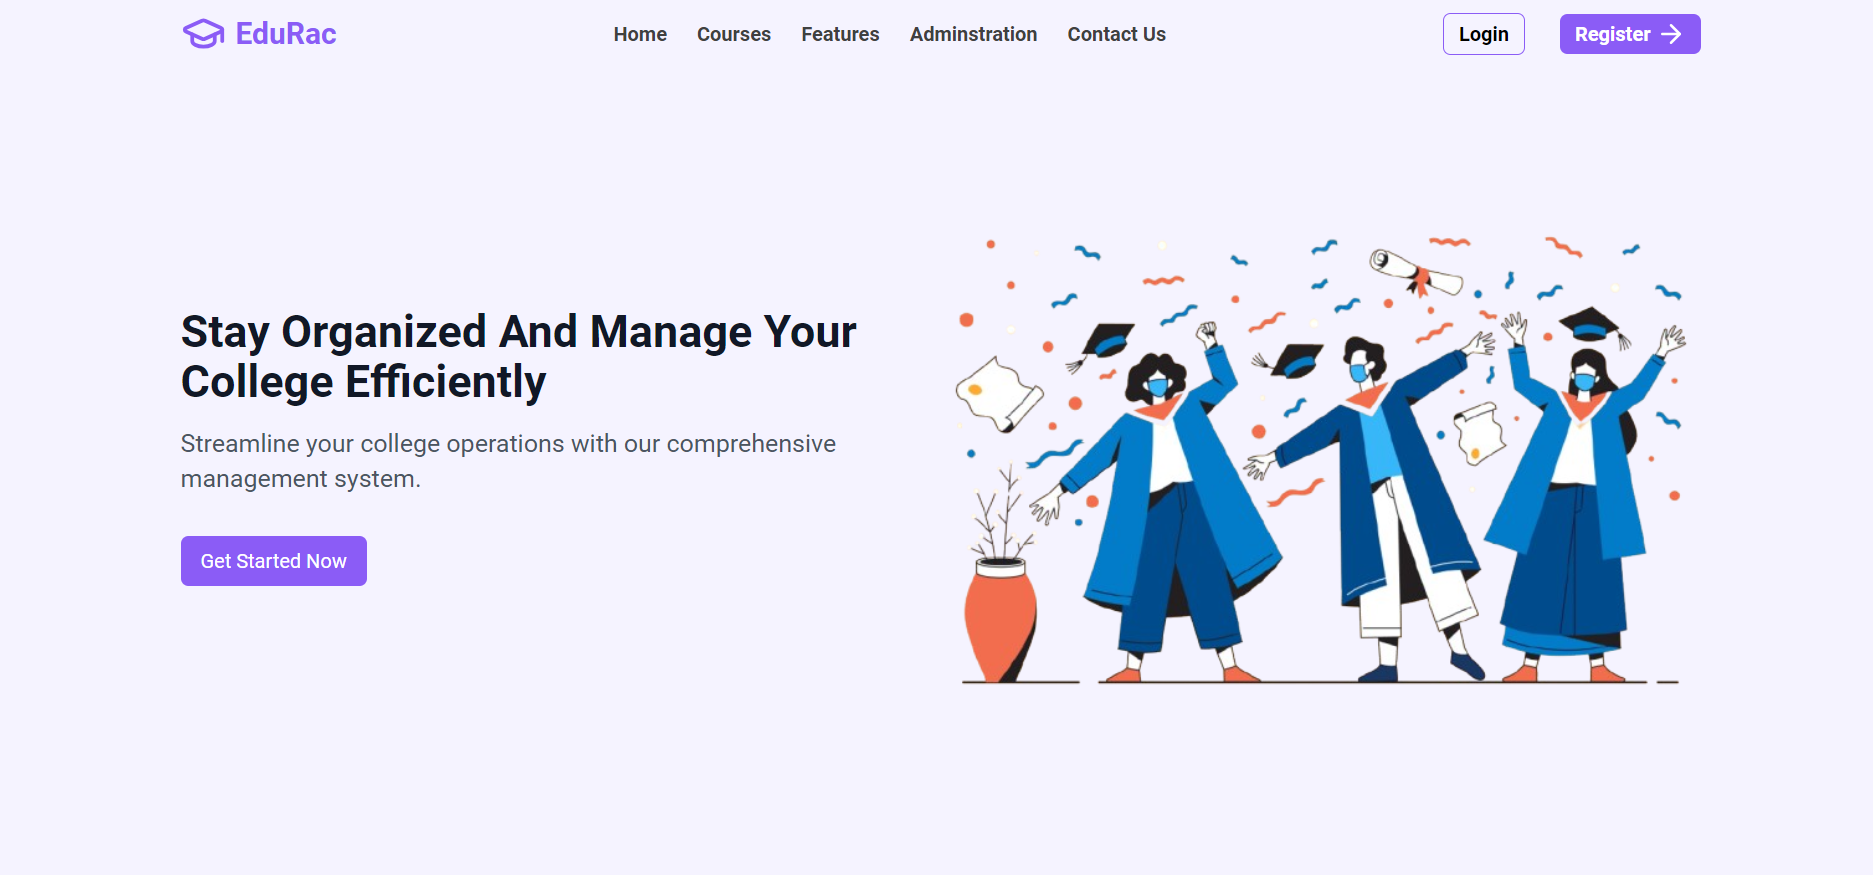 EduRac
Home Courses Features Adminstration Contact Us
Login
Register
Stay Organized And Manage Your
College Efficiently
Streamline your college operations with our comprehensive
management system.
Get Started Now